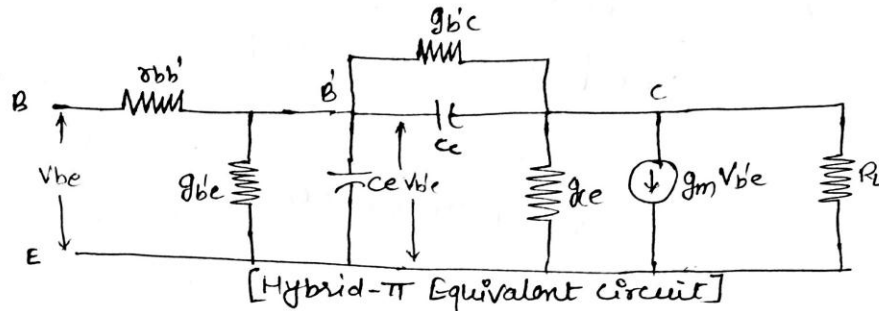 gb'c
rbb'
B
B'
C
Cc
Vbe
gb'e
Ce
Vb'e
gce
gm Vb'e
RL
E
[Hybrid-π Equivalent Circuit]